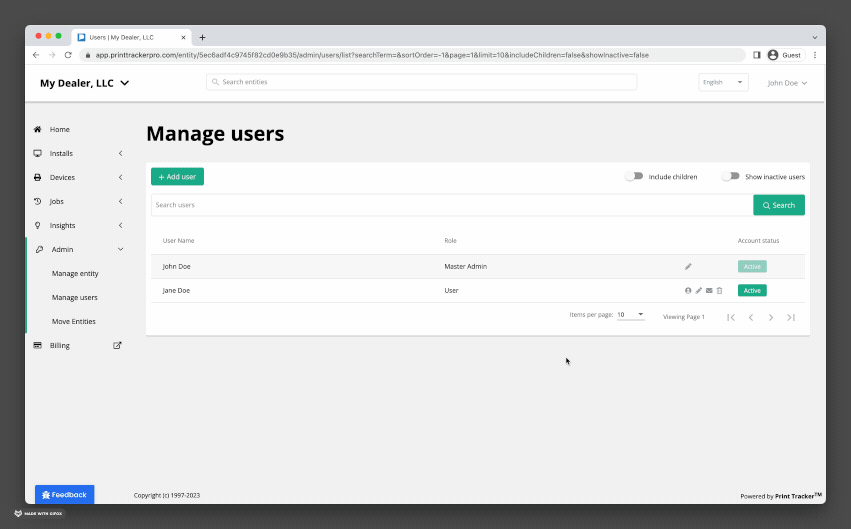 Users | My Dealer, LLC
app.printtrackerpro.com/entity/5ec6adf4c9745f82cd0e9b35/admin/users/list?searchTerm=&sortOrder=-1&page=1&limit=10&includeChildren=false&showInactive=false
Guest
My Dealer, LLC
Search entities
English
John Doe
Home
Installs
Devices
Jobs
Insights
Admin
Manage entity
Manage users
Move Entities
Billing
Manage users
+ Add user
Include children
Show inactive users
Search users
Search
User Name Role Account status
John Doe Master Admin Active
Jane Doe User Active
Items per page: 10 Viewing Page 1
Feedback
Copyright (c) 1997-2023
Powered by Print Tracker™
MADE WITH GIFOX